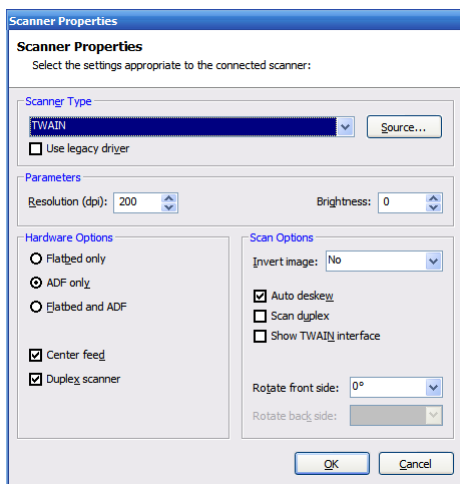 Scanner Properties
Scanner Properties
Select the settings appropriate to the connected scanner:
Scanner Type
TWAIN
Source...
Use legacy driver
Parameters
Resolution (dpi): 200
Brightness: 0
Hardware Options
Flatbed only
ADF only
Flatbed and ADF
Center feed
Duplex scanner
Scan Options
Invert image: No
Auto deskew
Scan duplex
Show TWAIN interface
Rotate front side: 0°
Rotate back side:
OK
Cancel